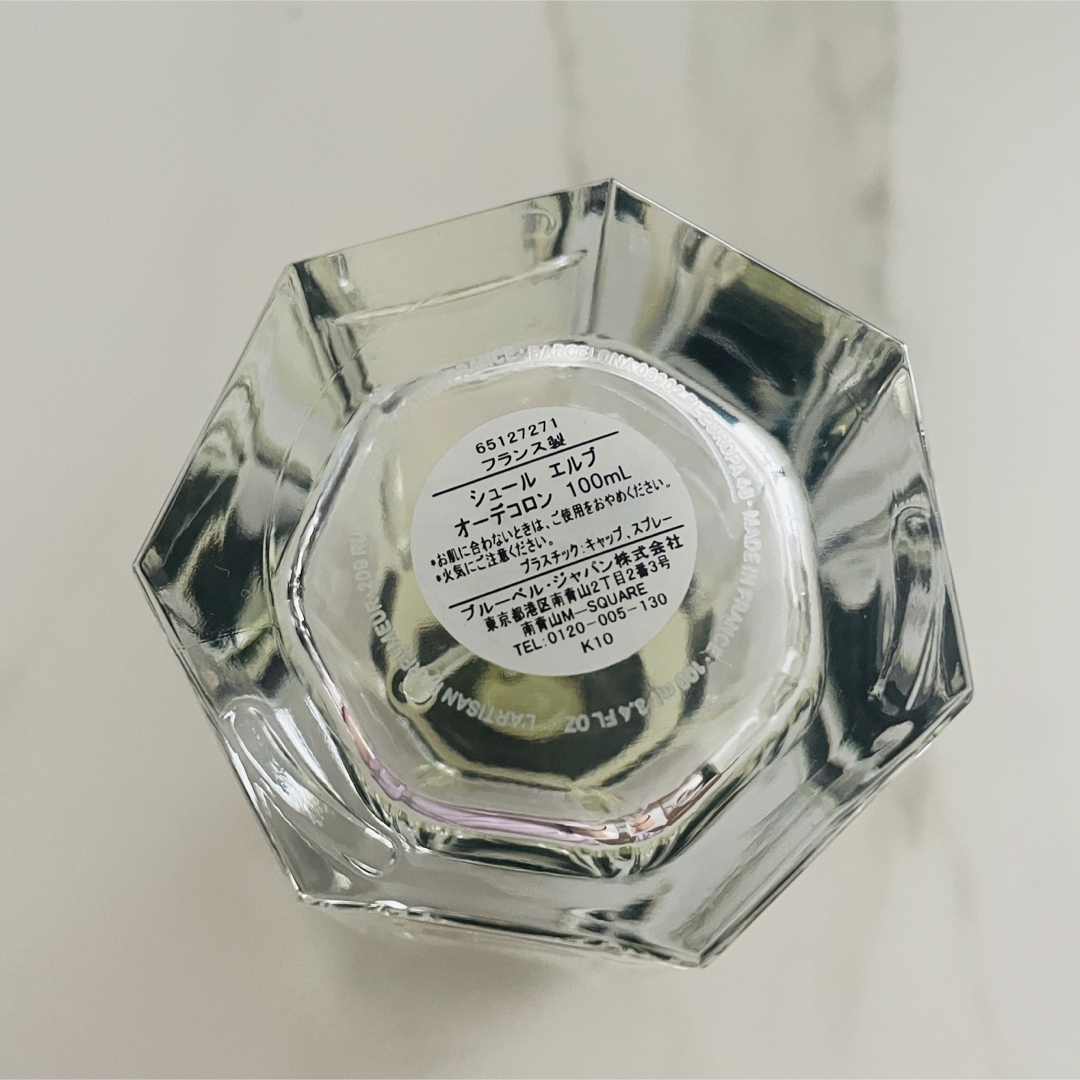 65127271
フランス製
シュール エルブ
オーデコロン 100mL
*お肌に合わないときは、ご使用をおやめください。
*火気にご注意ください。
プラスチック:キャップ、スプレー
ブルーベル・ジャパン株式会社
東京都港区南青山2丁目2番3号
南青山M-SQUARE
TEL:0120-005-130
K10
L'ARTISAN PARFUMEUR·209 RU
BARCELONA 08902 MADE IN FRANCE· 3.4 FL OZ